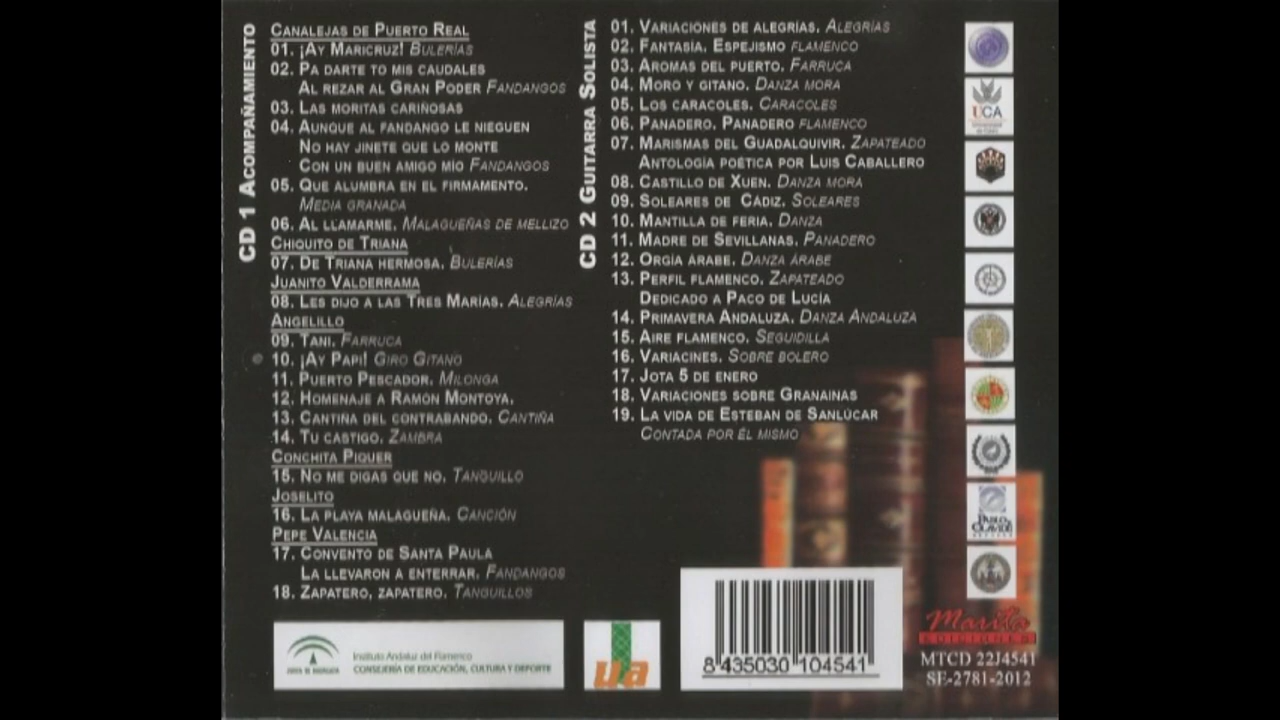 CD 1 ACOMPAÑAMIENTO
CANALEJAS DE PUERTO REAL
01. ¡AY MARICRUZ! BULERÍAS
02. PA DARTE TO MIS CAUDALES
AL REZAR AL GRAN PODER FANDANGOS
03. LAS MORITAS CARIÑOSAS
04. AUNQUE AL FANDANGO LE NIEGUEN
NO HAY JINETE QUE LO MONTE
CON UN BUEN AMIGO MÍO FANDANGOS
05. QUE ALUMBRA EN EL FIRMAMENTO.
MEDIA GRANADA
06. AL LLAMARME. MALAGUEÑAS DE MELLIZO
CHIQUITO DE TRIANA
07. DE TRIANA HERMOSA. BULERÍAS
JUANITO VALDERRAMA
08. LES DIJO A LAS TRES MARÍAS. ALEGRÍAS
ANGELILLO
09. TANI. FARRUCA
10. ¡AY PAPI! GIRO GITANO
11. PUERTO PESCADOR. MILONGA
12. HOMENAJE A RAMÓN MONTOYA.
13. CANTIÑA DEL CONTRABANDO. CANTIÑA
14. TU CASTIGO. ZAMBRA
CONCHITA PIQUER
15. NO ME DIGAS QUE NO. TANGUILLO
JOSELITO
16. LA PLAYA MALAGUEÑA. CANCIÓN
PEPE VALENCIA
17. CONVENTO DE SANTA PAULA
LA LLEVARON A ENTERRAR. FANDANGOS
18. ZAPATERO, ZAPATERO. TANGUILLOS
CD 2 GUITARRA SOLISTA
01. VARIACIONES DE ALEGRÍAS. ALEGRÍAS
02. FANTASÍA. ESPEJISMO FLAMENCO
03. AROMAS DEL PUERTO. FARRUCA
04. MORO Y GITANO. DANZA MORA
05. LOS CARACOLES. CARACOLES
06. PANADERO. PANADERO FLAMENCO
07. MARISMAS DEL GUADALQUIVIR. ZAPATEADO
ANTOLOGÍA POÉTICA POR LUIS CABALLERO
08. CASTILLO DE XUEN. DANZA MORA
09. SOLEARES DE CÁDIZ. SOLEARES
10. MANTILLA DE FERIA. DANZA
11. MADRE DE SEVILLANAS. PANADERO
12. ORGÍA ÁRABE. DANZA ÁRABE
13. PERFIL FLAMENCO. ZAPATEADO
DEDICADO A PACO DE LUCÍA
14. PRIMAVERA ANDALUZA. DANZA ANDALUZA
15. AIRE FLAMENCO. SEGUIDILLA
16. VARIACINES. SOBRE BOLERO
17. JOTA 5 DE ENERO
18. VARIACIONES SOBRE GRANAINAS
19. LA VIDA DE ESTEBAN DE SANLÚCAR
CONTADA POR ÉL MISMO
UCA
JUNTA DE ANDALUCIA
Instituto Andaluz del Flamenco
CONSEJERÍA DE EDUCACIÓN, CULTURA Y DEPORTE
ua
8 435030 104541
Marita
EDICIONES
MTCD 22J4541
SE-2781-2012